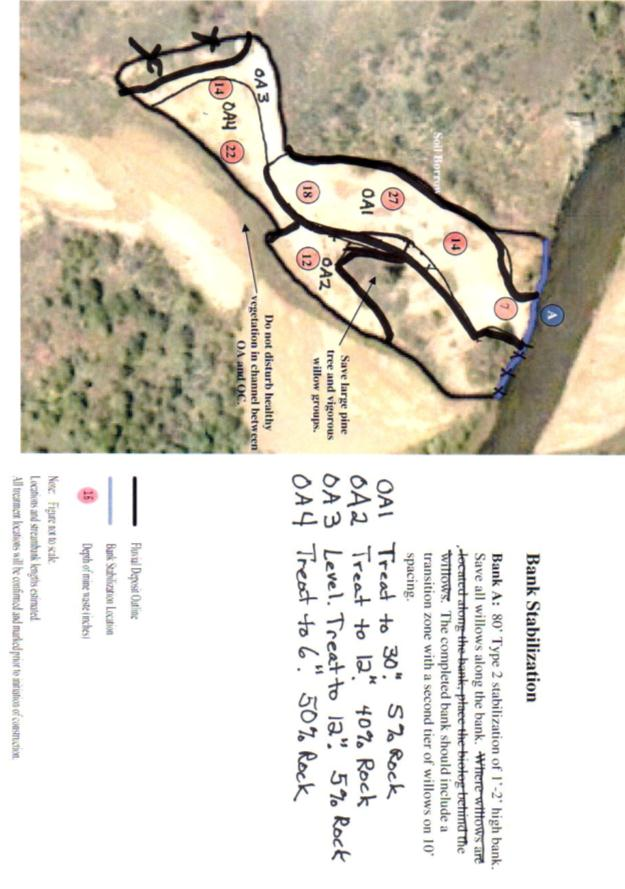 Bank Stabilization
Bank A: 80' Type 2 stabilization of 1'-2' high bank.
Save all willows along the bank. Where willows are
located along the bank, place the biolog behind the
willows. The completed bank should include a
transition zone with a second tier of willows on 10'
spacing.
OA1 Treat to 30". 5% Rock
OA2 Treat to 12". 40% Rock
OA3 Level. Treat to 12". 5% Rock
OA4 Treat to 6". 50% Rock
A
7
14
27
OA1
18
Soil Borrow
OA3
14
OA4
22
12
OA2
Save large pine
tree and vigorous
willow groups.
Do not disturb healthy
vegetation in channel between
OA and OC.
Fluvial Deposit Outline
Bank Stabilization Location
16 Depth of mine waste (inches)
Note: Figure not to scale.
Locations and streambank lengths estimated.
All treatment locations will be confirmed and marked prior to initiation of construction.